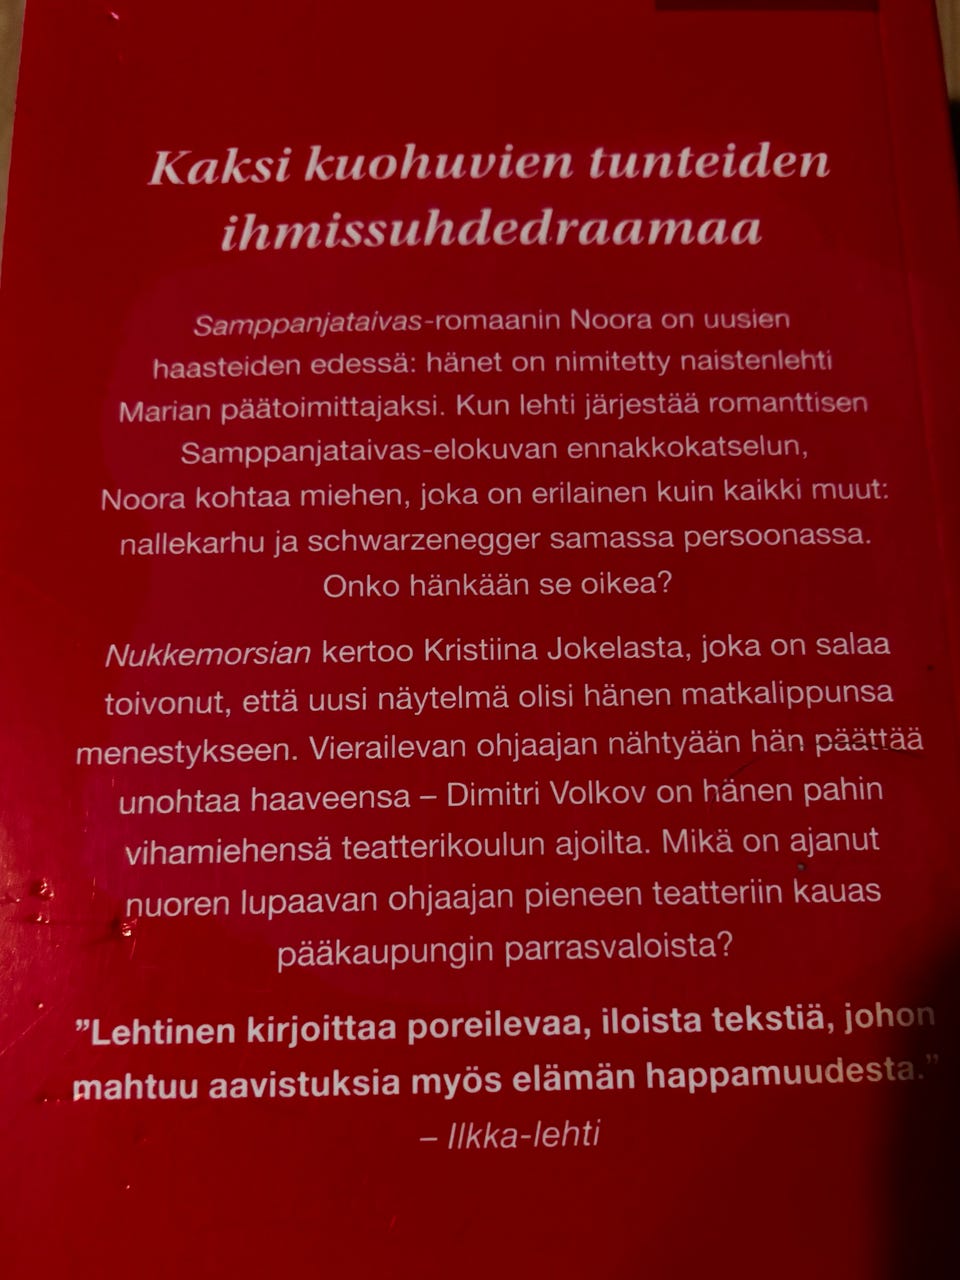 Kaksi kuohuvien tunteiden
ihmissuhdedraamaa
Samppanjataivas-romaanin Noora on uusien
haasteiden edessä: hänet on nimitetty naistenlehti
Marian päätoimittajaksi. Kun lehti järjestää romanttisen
Samppanjataivas-elokuvan ennakkokatselun,
Noora kohtaa miehen, joka on erilainen kuin kaikki muut:
nallekarhu ja schwarzenegger samassa persoonassa.
Onko hänkään se oikea?
Nukkemorsian kertoo Kristiina Jokelasta, joka on salaa
toivonut, että uusi näytelmä olisi hänen matkalippunsa
menestykseen. Vierailevan ohjaajan nähtyään hän päättää
unohtaa haaveensa – Dimitri Volkov on hänen pahin
vihamiehensä teatterikoulun ajoilta. Mikä on ajanut
nuoren lupaavan ohjaajan pieneen teatteriin kauas
pääkaupungin parrasvaloista?
”Lehtinen kirjoittaa poreilevaa, iloista tekstiä, johon
mahtuu aavistuksia myös elämän happamuudesta.”
– Ilkka-lehti